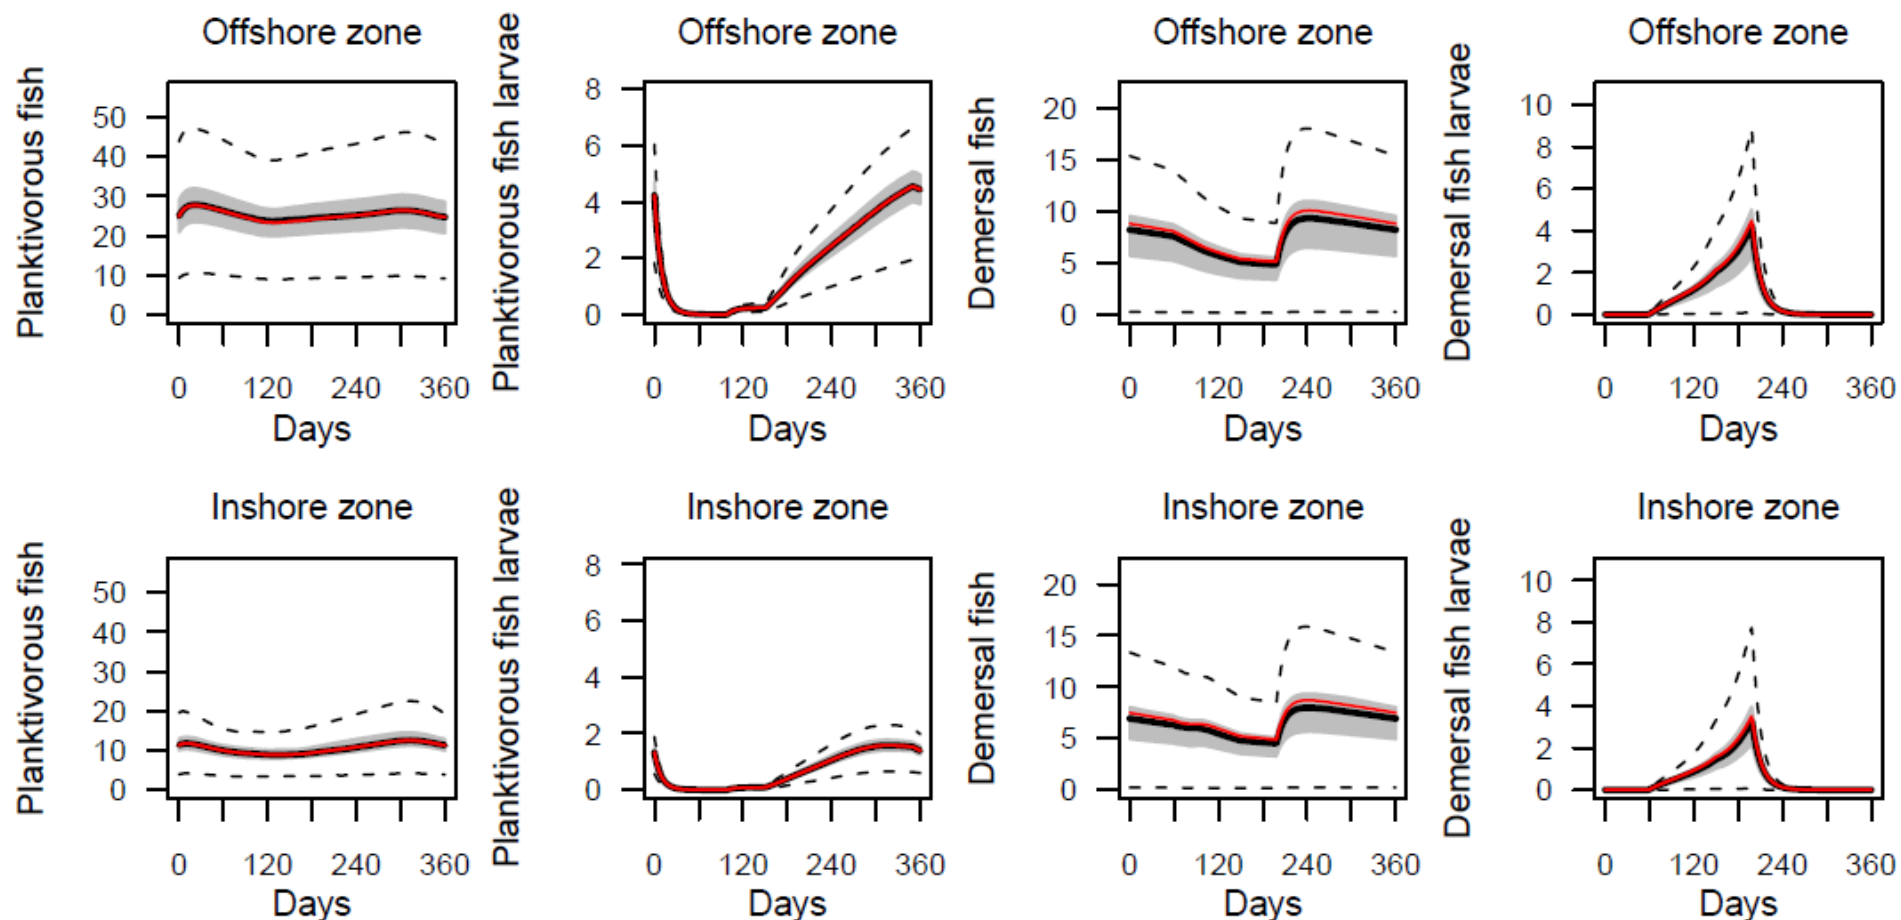 Offshore zone
Planktivorous fish
50
40
30
20
10
0
0 120 240 360
Days
Offshore zone
Planktivorous fish larvae
8
6
4
2
0
0 120 240 360
Days
Offshore zone
Demersal fish
20
15
10
5
0
0 120 240 360
Days
Offshore zone
Demersal fish larvae
10
8
6
4
2
0
0 120 240 360
Days
Inshore zone
Planktivorous fish
50
40
30
20
10
0
0 120 240 360
Days
Inshore zone
Planktivorous fish larvae
8
6
4
2
0
0 120 240 360
Days
Inshore zone
Demersal fish
20
15
10
5
0
0 120 240 360
Days
Inshore zone
Demersal fish larvae
10
8
6
4
2
0
0 120 240 360
Days